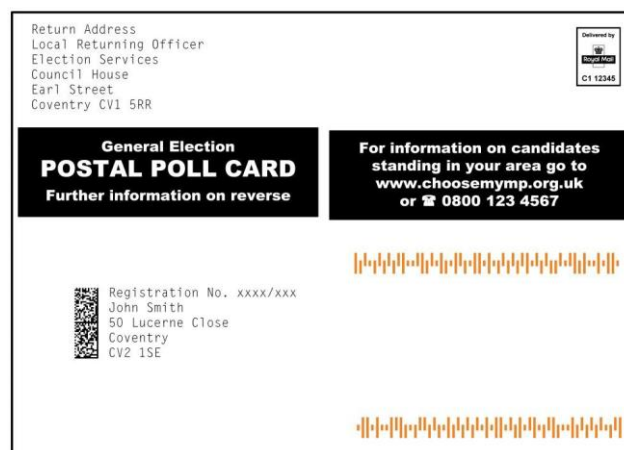 Return Address
Local Returning Officer
Election Services
Council House
Earl Street
Coventry CV1 5RR
Delivered by
Royal Mail
C1 12345
General Election
POSTAL POLL CARD
Further information on reverse
For information on candidates
standing in your area go to
www.choosemymp.org.uk
or ☎ 0800 123 4567
Registration No. xxxx/xxx
John Smith
50 Lucerne Close
Coventry
CV2 1SE